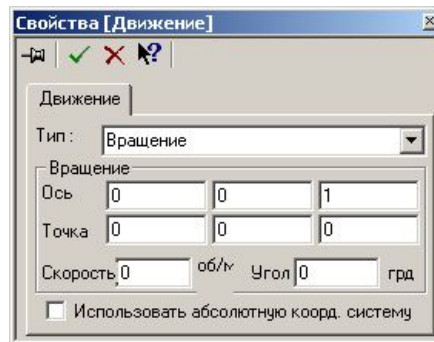 Свойства [Движение]
Движение
Тип: Вращение
Вращение
Ось 0 0 1
Точка 0 0 0
Скорость 0 об/м Угол 0 грд
Использовать абсолютную коорд. систему